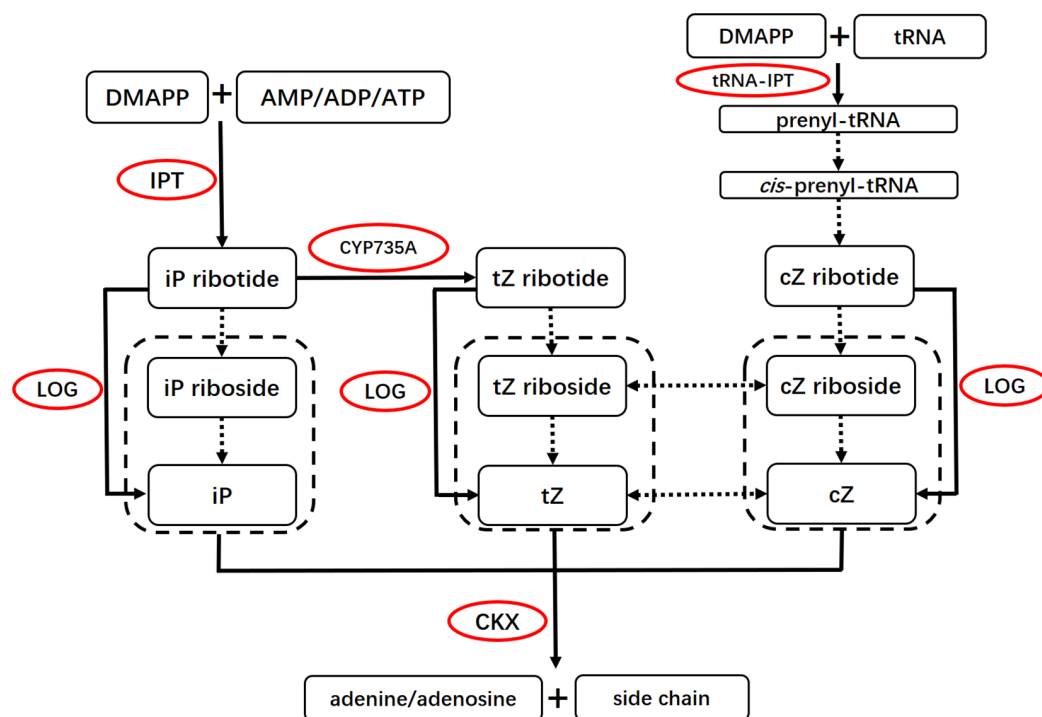 DMAPP + tRNA
tRNA-IPT
DMAPP + AMP/ADP/ATP
prenyl-tRNA
IPT
cis-prenyl-tRNA
CYP735A
iP ribotide
tZ ribotide
cZ ribotide
LOG
iP riboside
LOG
tZ riboside
cZ riboside
LOG
iP
tZ
cZ
CKX
adenine/adenosine + side chain